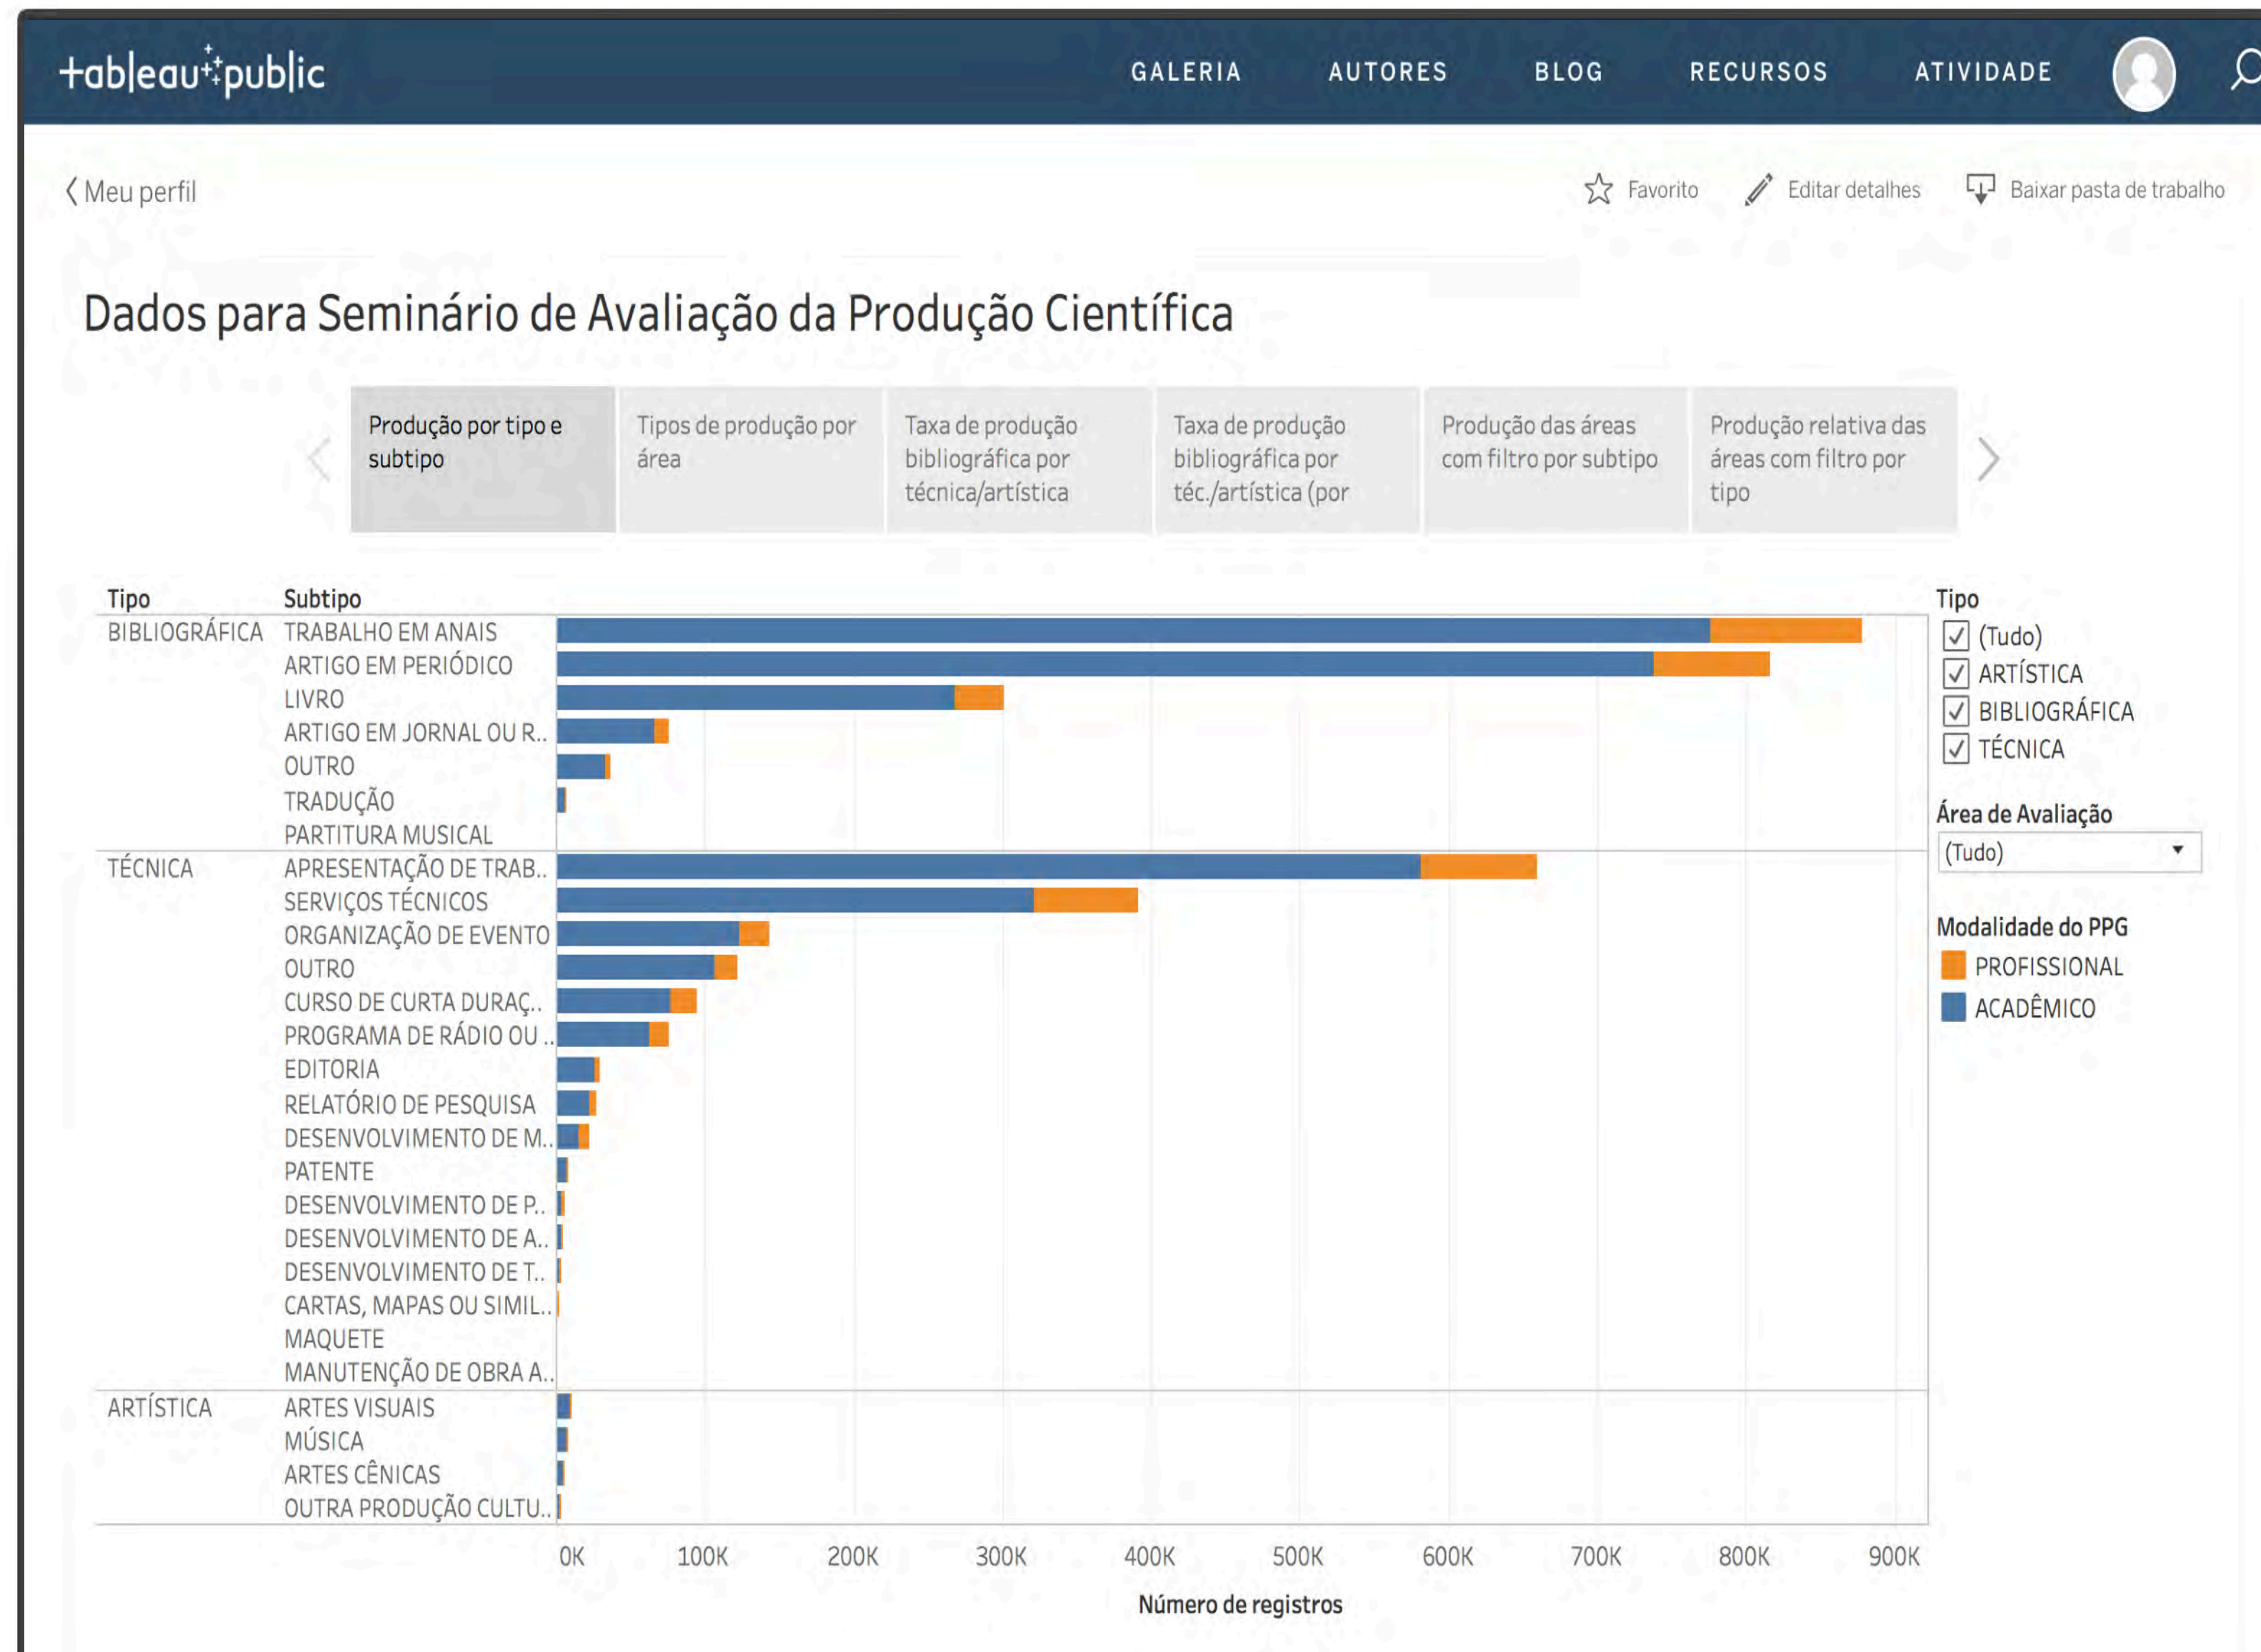 tableau public
GALERIA AUTORES BLOG RECURSOS ATIVIDADE
Meu perfil
Favorito Editar detalhes Baixar pasta de trabalho
Dados para Seminário de Avaliação da Produção Científica
Produção por tipo e
subtipo
Tipos de produção por
área
Taxa de produção
bibliográfica por
técnica/artística
Taxa de produção
bibliográfica por
téc./artística (por
Produção das áreas
com filtro por subtipo
Produção relativa das
áreas com filtro por
tipo
Tipo Subtipo
BIBLIOGRÁFICA TRABALHO EM ANAIS
ARTIGO EM PERIÓDICO
LIVRO
ARTIGO EM JORNAL OU R..
OUTRO
TRADUÇÃO
PARTITURA MUSICAL
TÉCNICA APRESENTAÇÃO DE TRAB..
SERVIÇOS TÉCNICOS
ORGANIZAÇÃO DE EVENTO
OUTRO
CURSO DE CURTA DURAÇ..
PROGRAMA DE RÁDIO OU ..
EDITORIA
RELATÓRIO DE PESQUISA
DESENVOLVIMENTO DE M..
PATENTE
DESENVOLVIMENTO DE P..
DESENVOLVIMENTO DE A..
DESENVOLVIMENTO DE T..
CARTAS, MAPAS OU SIMIL..
MAQUETE
MANUTENÇÃO DE OBRA A..
ARTÍSTICA ARTES VISUAIS
MÚSICA
ARTES CÊNICAS
OUTRA PRODUÇÃO CULTU..
0K 100K 200K 300K 400K 500K 600K 700K 800K 900K
Número de registros
Tipo
(Tudo)
ARTÍSTICA
BIBLIOGRÁFICA
TÉCNICA
Área de Avaliação
(Tudo)
Modalidade do PPG
PROFISSIONAL
ACADÊMICO